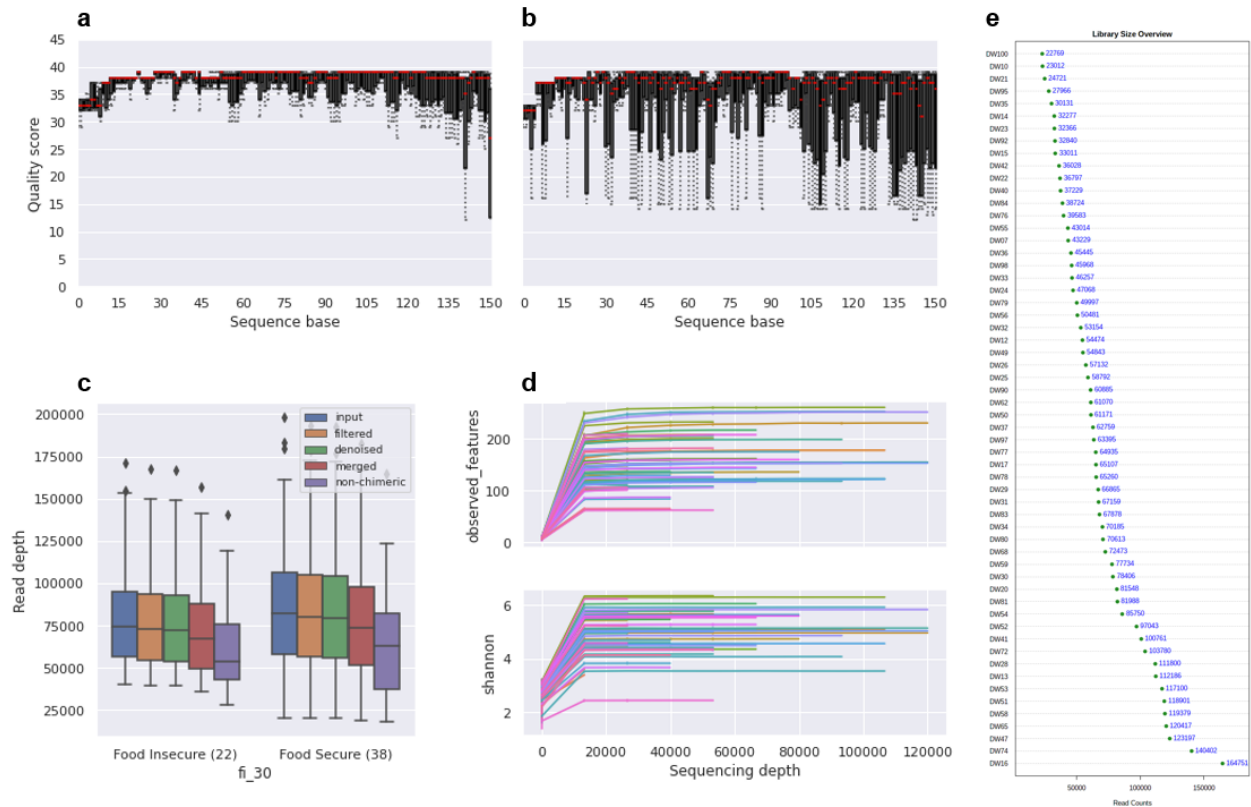 a
45
40
35
30
25
20
15
10
5
0
Quality score
0 15 30 45 60 75 90 105 120 135 150
Sequence base
b
0 15 30 45 60 75 90 105 120 135 150
Sequence base
c
200000
175000
150000
125000
100000
75000
50000
25000
Read depth
input
filtered
denoised
merged
non-chimeric
Food Insecure (22) Food Secure (38)
fi_30
d
200
100
0
observed_features
6
4
2
shannon
0 20000 40000 60000 80000 100000 120000
Sequencing depth
e
Library Size Overview
DW100 22769
DW10 23012
DW21 24721
DW95 27966
DW35 30131
DW14 32277
DW23 32366
DW92 32840
DW15 33011
DW42 36028
DW22 36797
DW40 37229
DW84 38724
DW76 39583
DW55 43014
DW07 43229
DW36 45445
DW98 45968
DW33 46257
DW24 47068
DW79 49997
DW56 50481
DW32 53154
DW12 54474
DW49 54843
DW26 57132
DW25 58792
DW90 60885
DW62 61070
DW50 61171
DW37 62759
DW97 63395
DW77 64935
DW17 65107
DW78 65260
DW29 66865
DW31 67159
DW83 67878
DW34 70185
DW80 70613
DW68 72473
DW59 77734
DW30 78406
DW20 81548
DW81 81988
DW54 85750
DW52 97043
DW41 100761
DW72 103780
DW28 111800
DW13 112186
DW53 117100
DW51 118901
DW58 119379
DW65 120417
DW47 123197
DW74 140402
DW16 164751
50000 100000 150000
Read Counts